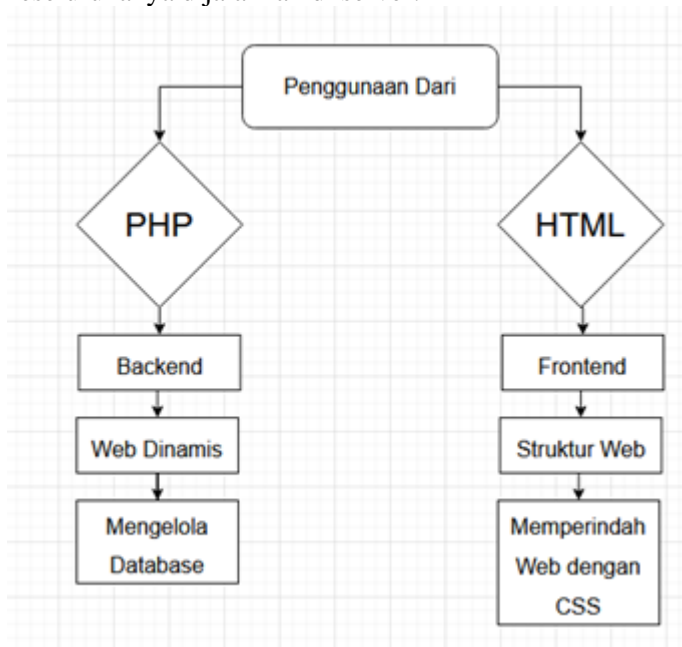 Penggunaan Dari
PHP
HTML
Backend
Frontend
Web Dinamis
Struktur Web
Mengelola
Database
Memperindah
Web dengan
CSS